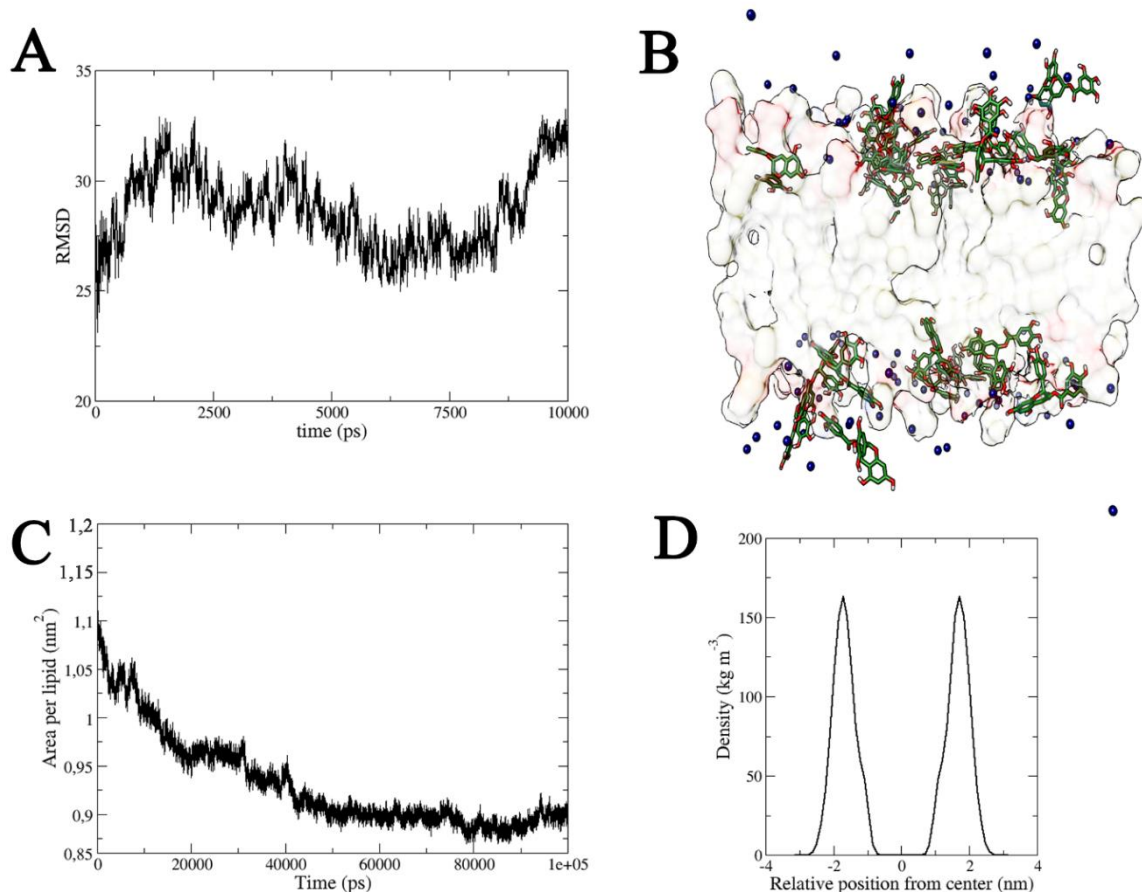 A
35
30
RMSD
25
20
0 2500 5000 7500 10000
time (ps)
B
C
1,2
1,15
1,1
1,05
Area per lipid (nm²)
1
0,95
0,9
0,85
0 20000 40000 60000 80000 1e+05
Time (ps)
D
200
150
Density (kg m⁻³)
100
50
0
-4 -2 0 2 4
Relative position from center (nm)